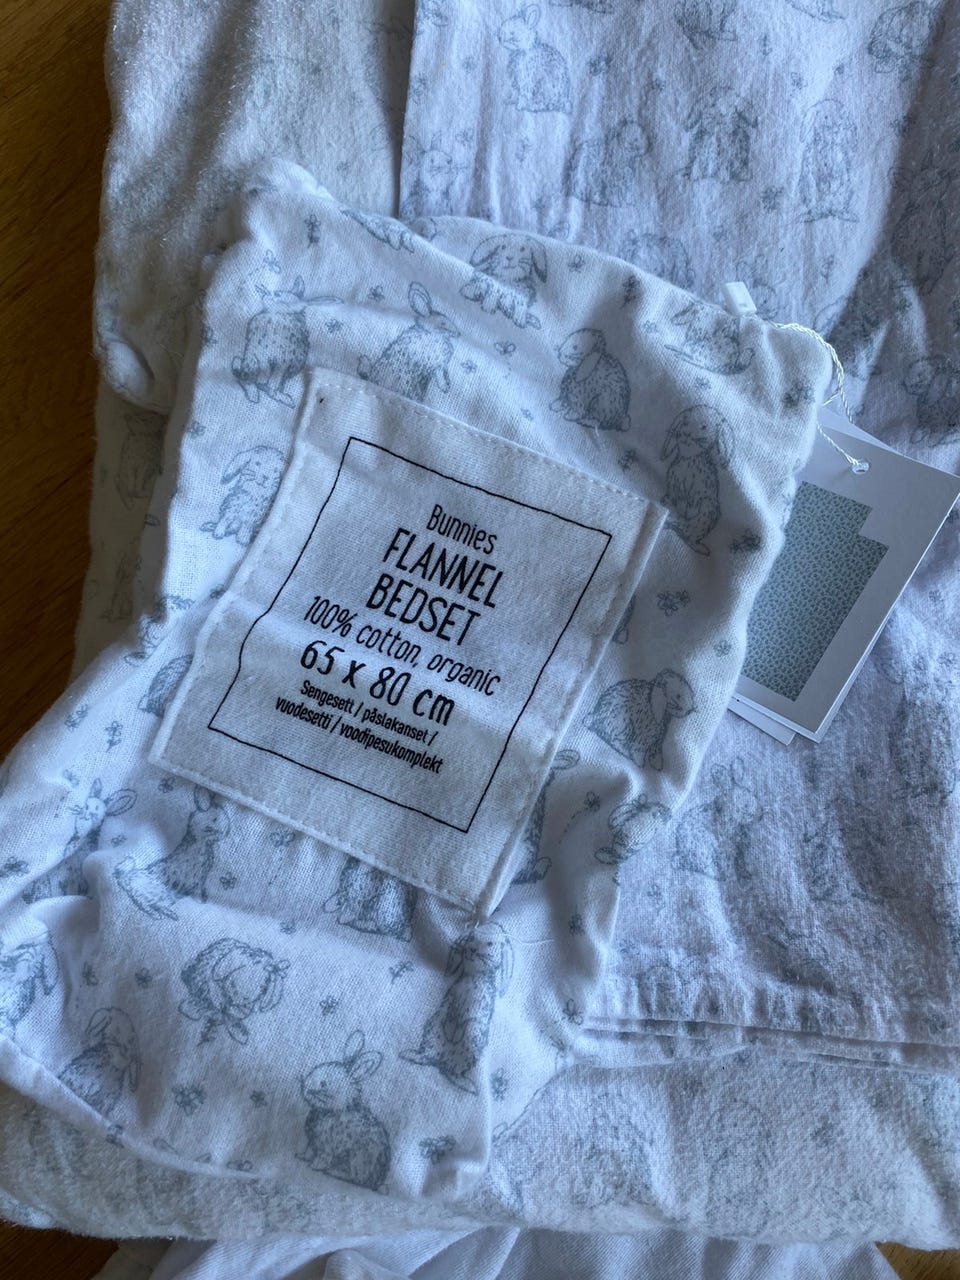 Bunnies
FLANNEL
BEDSET
100% cotton, organic
65 x 80 cm
Sengesett / påslakanset /
vuodesetti / voodipesukomplekt